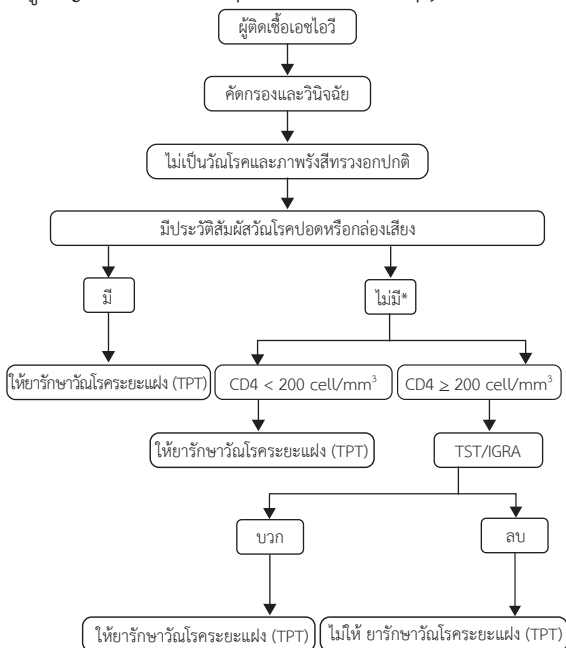 ผู้ติดเชื้อเอชไอวี
คัดกรองและวินิจฉัย
ไม่เป็นวัณโรคและภาพรังสีทรวงอกปกติ
มีประวัติสัมผัสวัณโรคปอดหรือกล่องเสียง
มี
ไม่มี*
ให้ยารักษาวัณโรคระยะแฝง (TPT)
CD4 < 200 cell/mm³
CD4 ≥ 200 cell/mm³
ให้ยารักษาวัณโรคระยะแฝง (TPT)
TST/IGRA
บวก
ลบ
ให้ยารักษาวัณโรคระยะแฝง (TPT)
ไม่ให้ ยารักษาวัณโรคระยะแฝง (TPT)